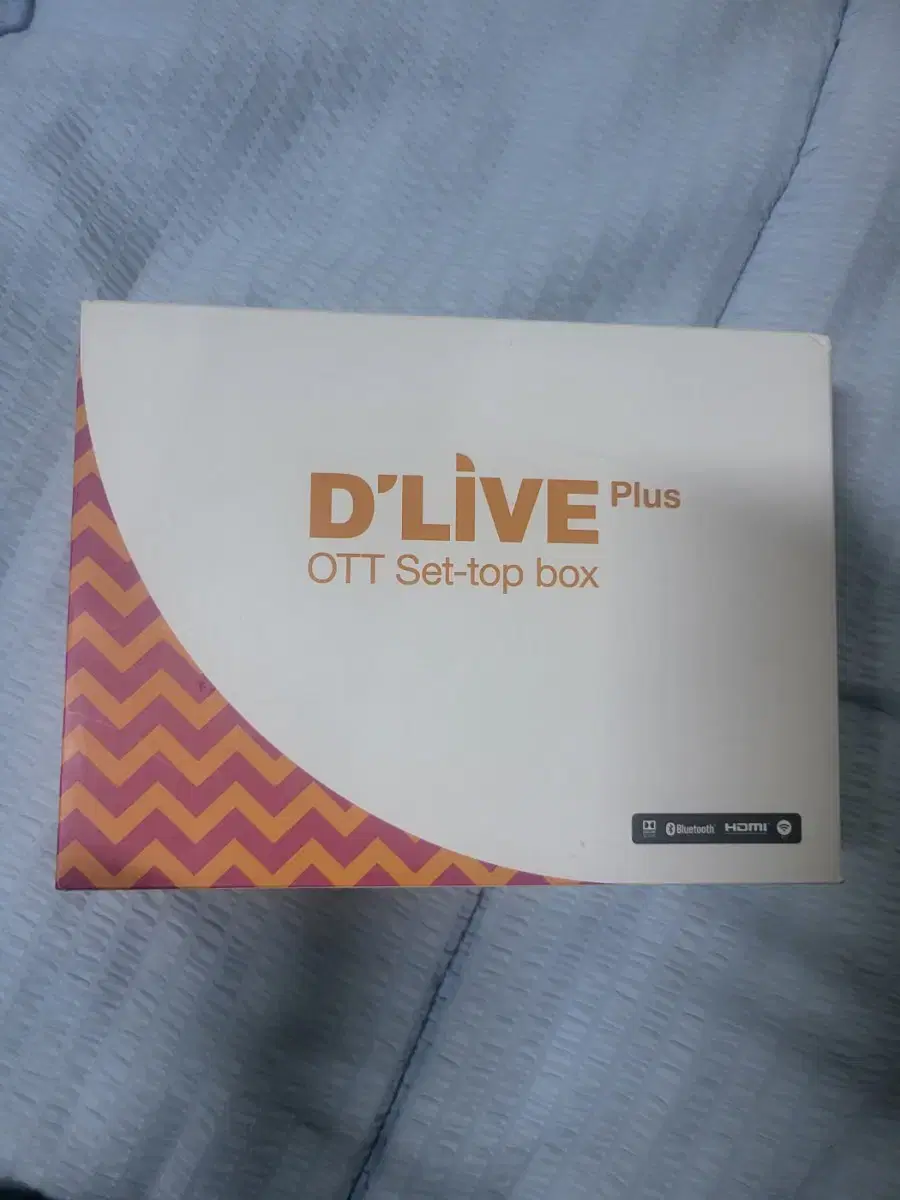 D'LIVE Plus
OTT Set-top box
Bluetooth HDMI